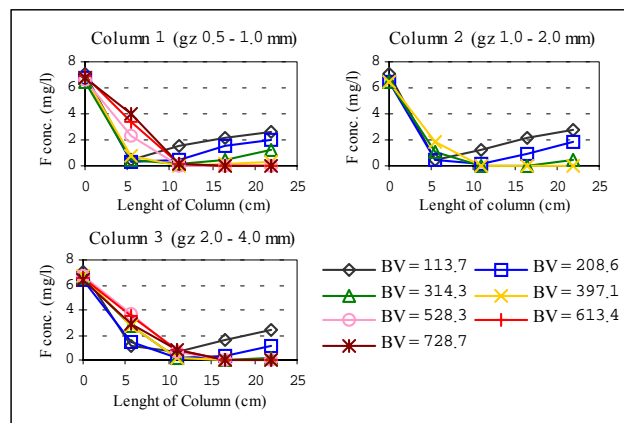 Column 1 (gz 0.5 - 1.0 mm)
F conc. (mg/l)
8
6
4
2
0
0 5 10 15 20 25
Lenght of Column (cm)
Column 2 (gz 1.0 - 2.0 mm)
F conc. (mg/l)
8
6
4
2
0
0 5 10 15 20 25
Lenght of column (cm)
Column 3 (gz 2.0 - 4.0 mm)
F conc. (mg/l)
8
6
4
2
0
0 5 10 15 20 25
Lenght of Column (cm)
BV = 113.7 BV = 208.6
BV = 314.3 BV = 397.1
BV = 528.3 BV = 613.4
BV = 728.7